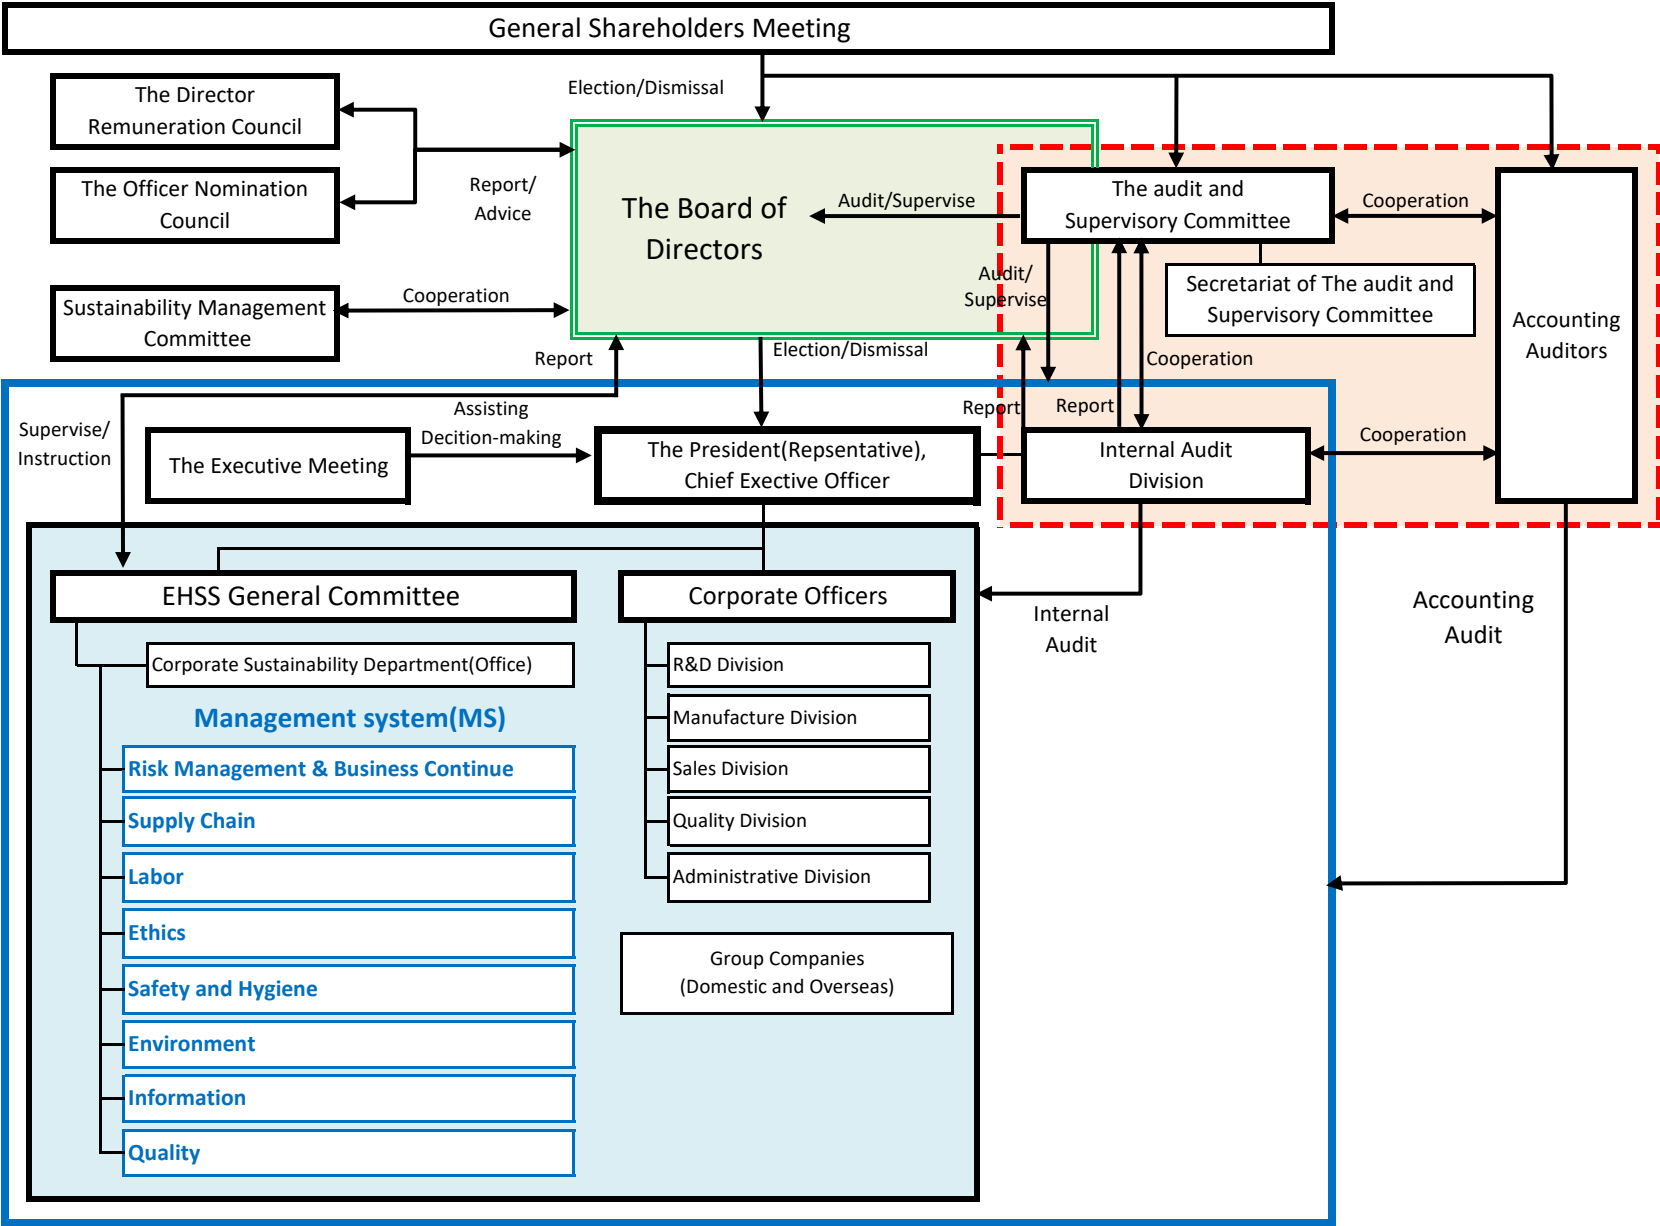 General Shareholders Meeting
Election/Dismissal
The Director
Remuneration Council
The Officer Nomination
Council
Report/
Advice
The Board of
Directors
Audit/Supervise
The audit and
Supervisory Committee
Cooperation
Secretariat of The audit and
Supervisory Committee
Accounting
Auditors
Audit/
Supervise
Sustainability Management
Committee
Cooperation
Report
Election/Dismissal
Cooperation
Report
Report
Supervise/
Instruction
Assisting
Decition-making
The Executive Meeting
The President(Repsentative),
Chief Exective Officer
Internal Audit
Division
Cooperation
EHSS General Committee
Corporate Officers
Internal
Audit
Accounting
Audit
Corporate Sustainability Department(Office)
Management system(MS)
Risk Management & Business Continue
Supply Chain
Labor
Ethics
Safety and Hygiene
Environment
Information
Quality
R&D Division
Manufacture Division
Sales Division
Quality Division
Administrative Division
Group Companies
(Domestic and Overseas)